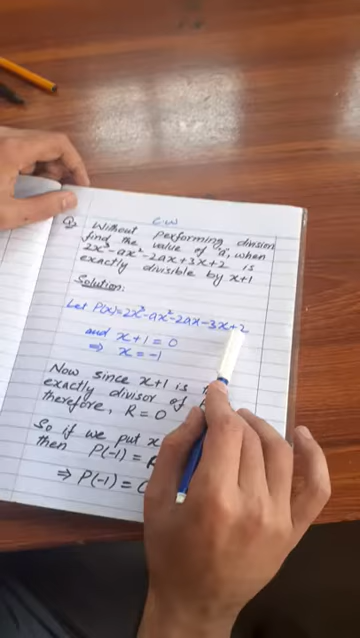 C.W
Q. Without performing division
find the value of "a", when
2x³-ax²-2ax+3x+2 is
exactly divisible by x+1
Solution:
Let P(x)=2x³-ax²-2ax-3x+2
and x+1=0
⇒ x=-1
Now since x+1 is
exactly divisor of
therefore, R=0
So if we put x
then P(-1)=R
⇒ P(-1)=